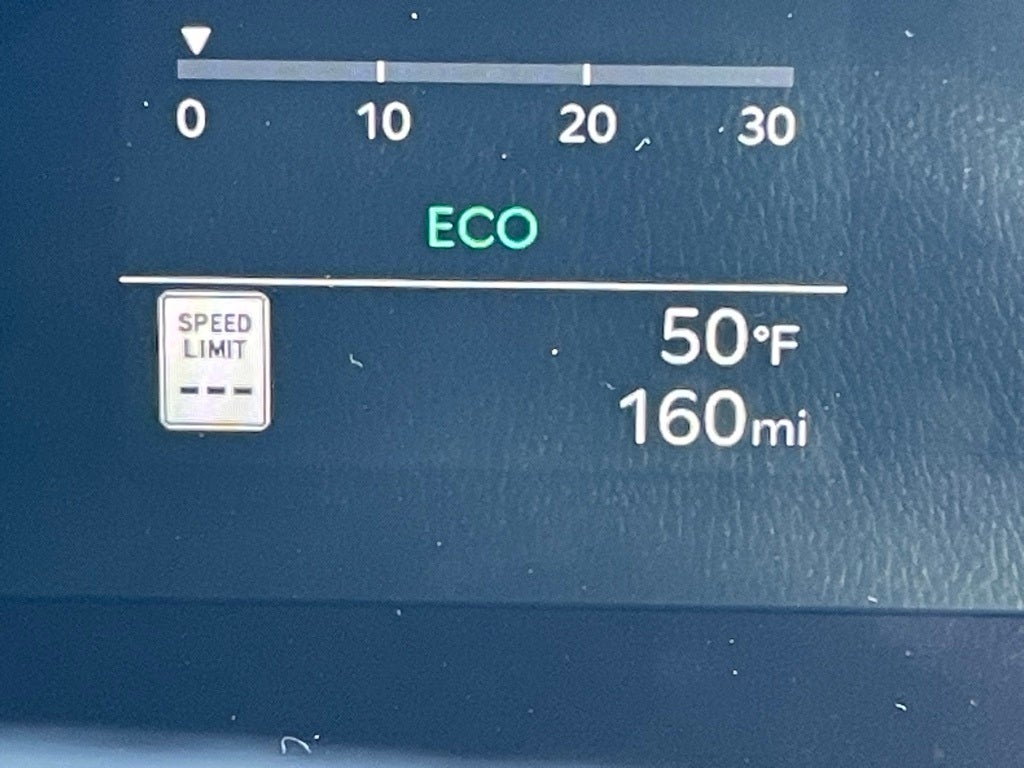 0 10 20 30
ECO
SPEED
LIMIT
---
50°F
160mi